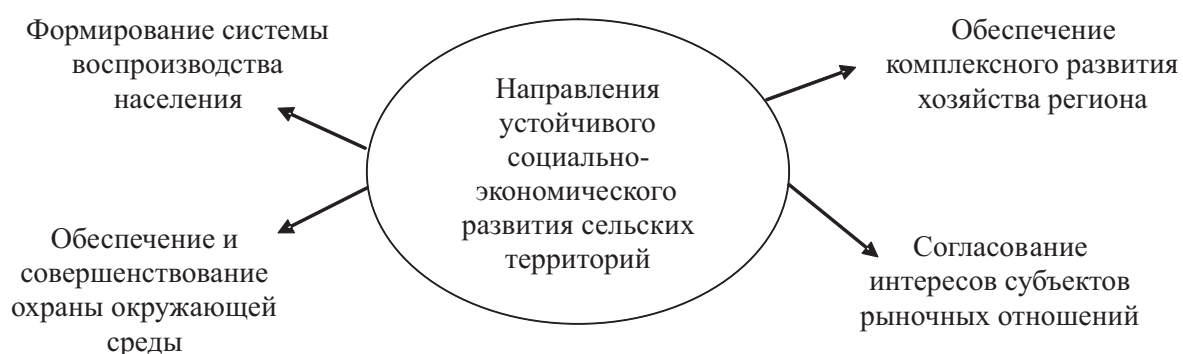 Формирование системы
воспроизводства
населения
Обеспечение и
совершенствование
охраны окружающей
среды
Направления
устойчивого
социально-
экономического
развития сельских
территорий
Обеспечение
комплексного развития
хозяйства региона
Согласование
интересов субъектов
рыночных отношений